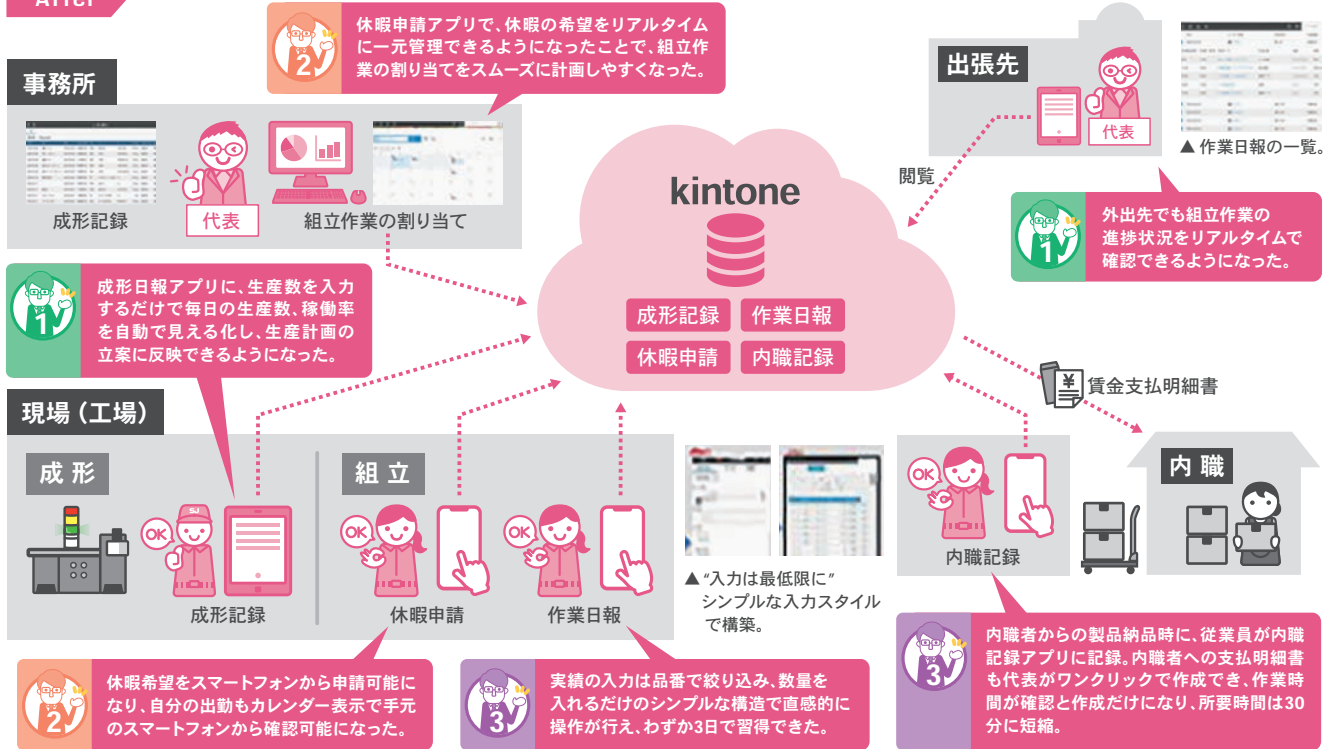 After
2
休暇申請アプリで、休暇の希望をリアルタイム
に一元管理できるようになったことで、組立作
業の割り当てをスムーズに計画しやすくなった。
事務所
成形記録
代表
組立作業の割り当て
出張先
代表
▲作業日報の一覧。
閲覧
1
外出先でも組立作業の
進捗状況をリアルタイムで
確認できるようになった。
kintone
成形記録
作業日報
休暇申請
内職記録
1
成形日報アプリに、生産数を入力
するだけで毎日の生産数、稼働率
を自動で見える化し、生産計画の
立案に反映できるようになった。
¥
賃金支払明細書
現場（工場）
成形
OK
SJ
成形記録
組立
OK
休暇申請
OK
作業日報
▲“入力は最低限に”
シンプルな入力スタイル
で構築。
OK
内職記録
内職
2
休暇希望をスマートフォンから申請可能に
なり、自分の出勤もカレンダー表示で手元
のスマートフォンから確認可能になった。
3
実績の入力は品番で絞り込み、数量を
入れるだけのシンプルな構造で直感的に
操作が行え、わずか3日で習得できた。
3
内職者からの製品納品時に、従業員が内職
記録アプリに記録。内職者への支払明細書
も代表がワンクリックで作成でき、作業時
間が確認と作成だけになり、所要時間は30
分に短縮。